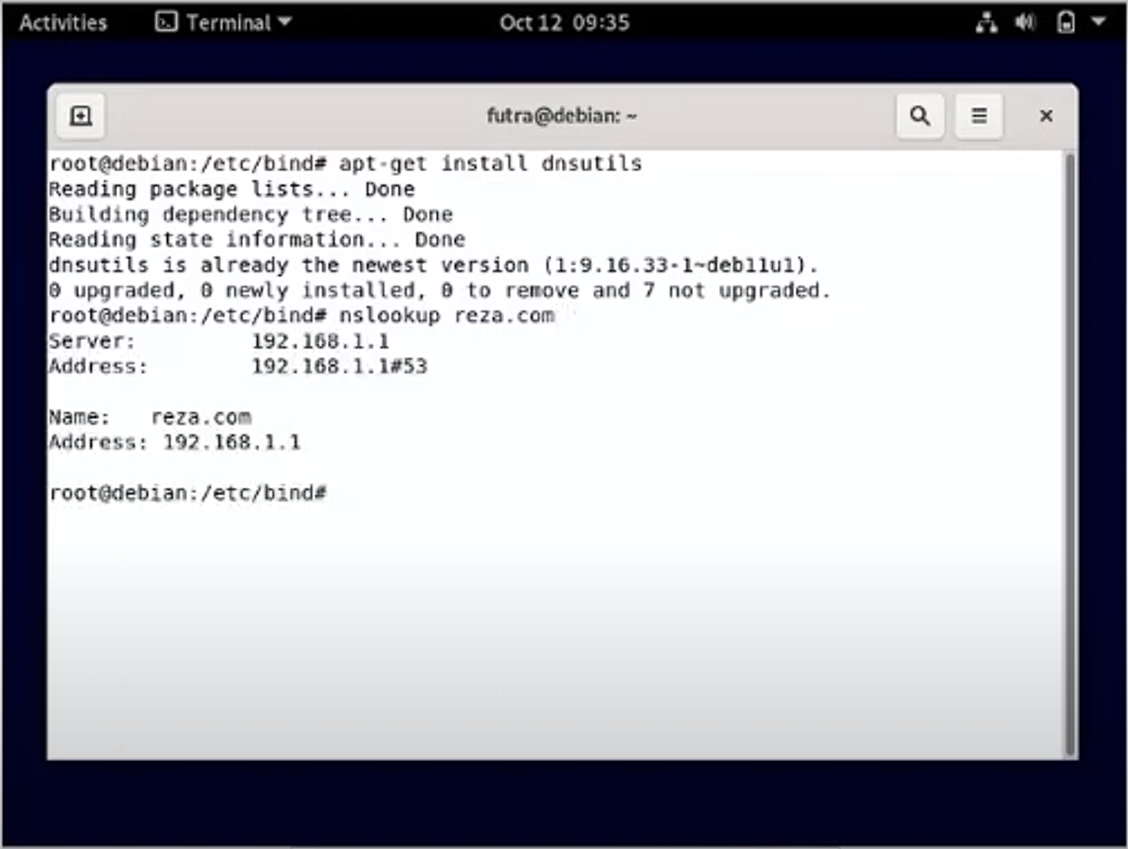 Activities Terminal Oct 12 09:35
futra@debian: ~
root@debian:/etc/bind# apt-get install dnsutils
Reading package lists... Done
Building dependency tree... Done
Reading state information... Done
dnsutils is already the newest version (1:9.16.33-1~deb11u1).
0 upgraded, 0 newly installed, 0 to remove and 7 not upgraded.
root@debian:/etc/bind# nslookup reza.com
Server:         192.168.1.1
Address:        192.168.1.1#53
Name:   reza.com
Address: 192.168.1.1
root@debian:/etc/bind#